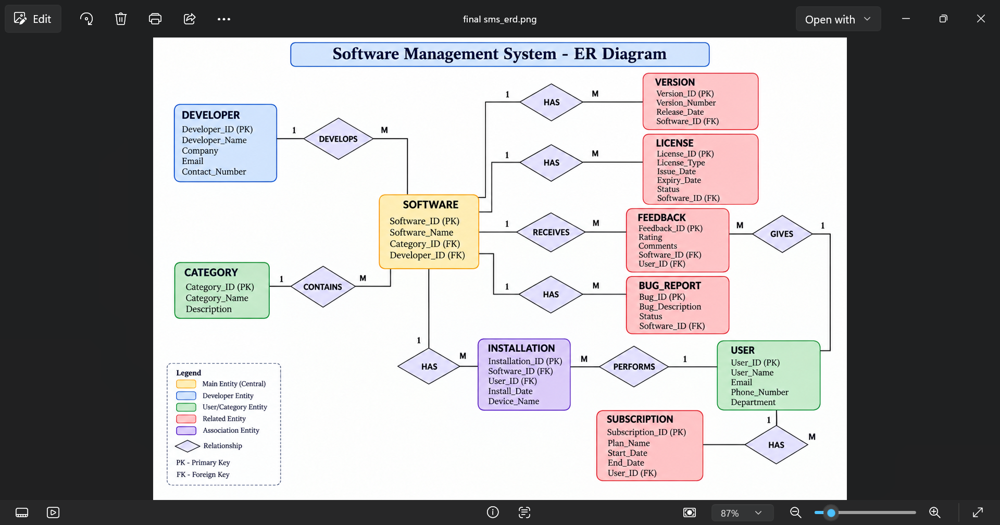 Edit
final sms_erd.png
Open with
Software Management System - ER Diagram
DEVELOPER
Developer_ID (PK)
Developer_Name
Company
Email
Contact_Number
1
DEVELOPS
M
1
HAS
M
VERSION
Version_ID (PK)
Version_Number
Release_Date
Software_ID (FK)
1
HAS
M
LICENSE
License_ID (PK)
License_Type
Issue_Date
Expiry_Date
Status
Software_ID (FK)
SOFTWARE
Software_ID (PK)
Software_Name
Category_ID (FK)
Developer_ID (FK)
1
RECEIVES
M
FEEDBACK
Feedback_ID (PK)
Rating
Comments
Software_ID (FK)
User_ID (FK)
M
GIVES
1
CATEGORY
Category_ID (PK)
Category_Name
Description
1
CONTAINS
M
1
HAS
M
BUG_REPORT
Bug_ID (PK)
Bug_Description
Status
Software_ID (FK)
1
HAS
M
INSTALLATION
Installation_ID (PK)
Software_ID (FK)
User_ID (FK)
Install_Date
Device_Name
M
PERFORMS
1
USER
User_ID (PK)
User_Name
Email
Phone_Number
Department
1
HAS
M
SUBSCRIPTION
Subscription_ID (PK)
Plan_Name
Start_Date
End_Date
User_ID (FK)
Legend
Main Entity (Central)
Developer Entity
User/Category Entity
Related Entity
Association Entity
Relationship
PK - Primary Key
FK - Foreign Key
87%